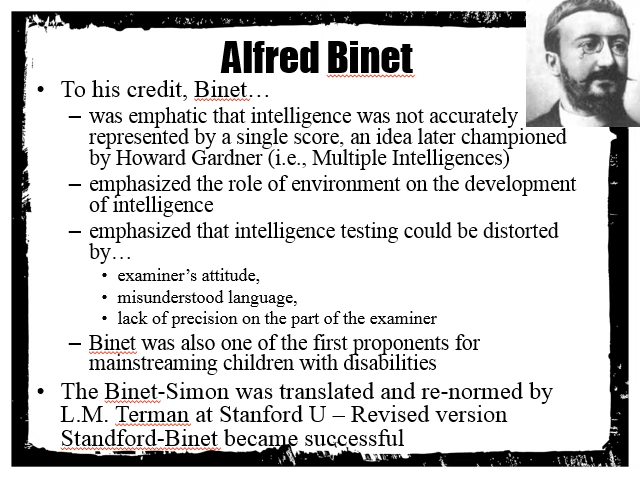 Alfred Binet
• To his credit, Binet…
– was emphatic that intelligence was not accurately
represented by a single score, an idea later championed
by Howard Gardner (i.e., Multiple Intelligences)
– emphasized the role of environment on the development
of intelligence
– emphasized that intelligence testing could be distorted
by…
• examiner’s attitude,
• misunderstood language,
• lack of precision on the part of the examiner
– Binet was also one of the first proponents for
mainstreaming children with disabilities
• The Binet-Simon was translated and re-normed by
L.M. Terman at Stanford U – Revised version
Standford-Binet became successful